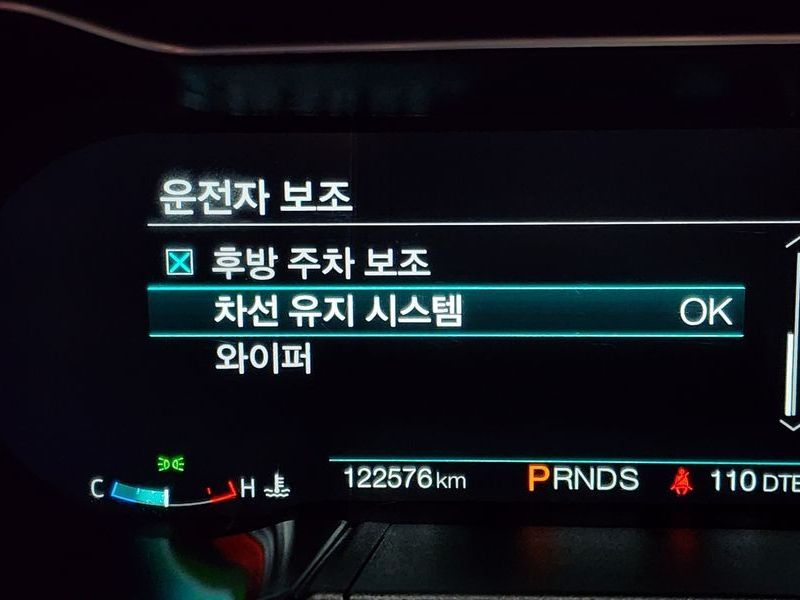 운전자 보조
후방 주차 보조
차선 유지 시스템 OK
와이퍼
C H 122576 km PRNDS 110 DTE